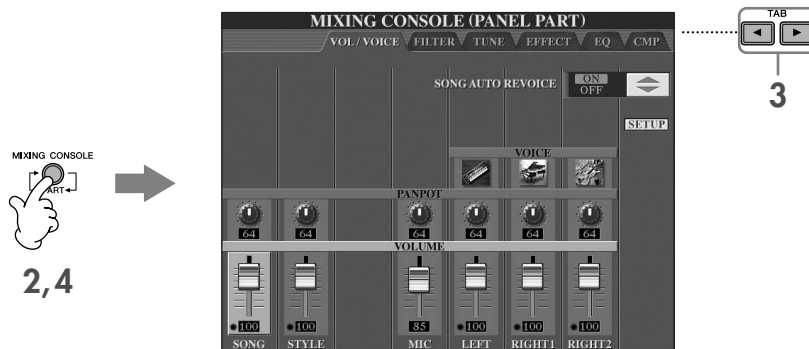 MIXING CONSOLE (PANEL PART)
VOL / VOICE FILTER TUNE EFFECT EQ CMP
TAB
3
SONG AUTO REVOICE ON
OFF
SETUP
MIXING CONSOLE
ART
2,4
VOICE
PANPOT
64 64 64 64 64 64
VOLUME
100 100 85 100 100 100
SONG STYLE MIC LEFT RIGHT1 RIGHT2